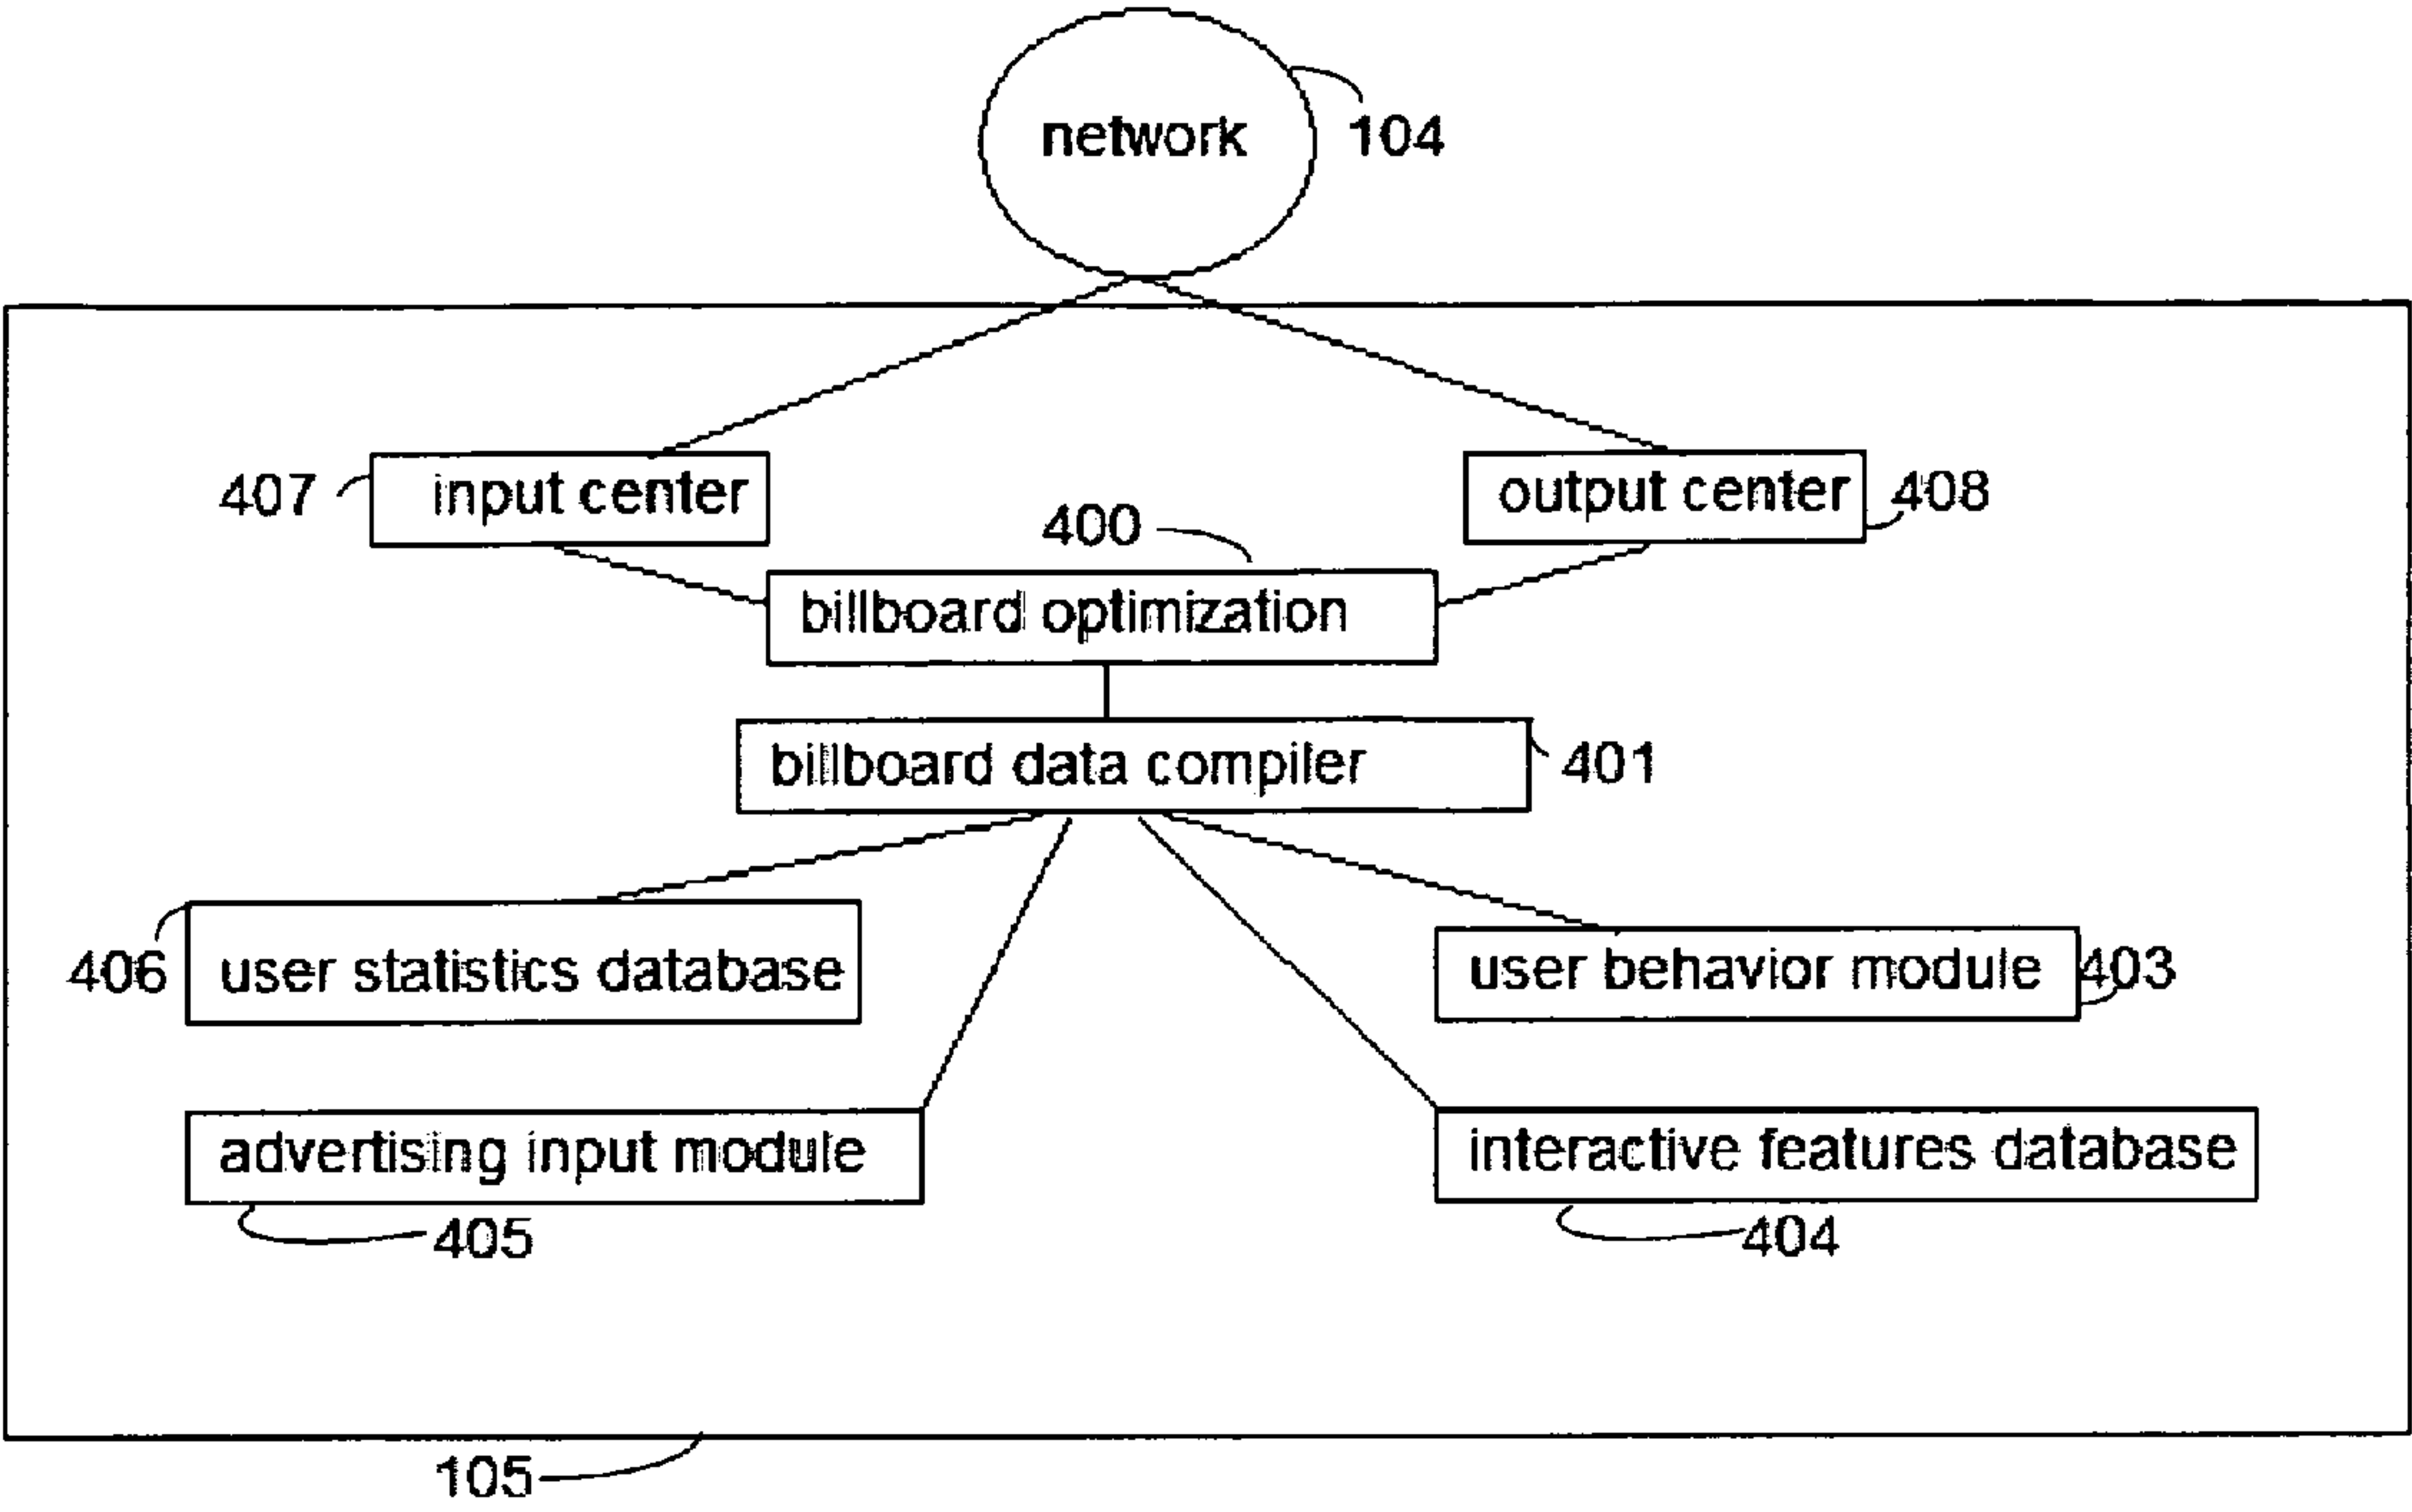 network
104
407
input center
output center
408
400
billboard optimization
billboard data compiler
401
406
user statistics database
user behavior module
403
advertising input module
interactive features database
405
404
105